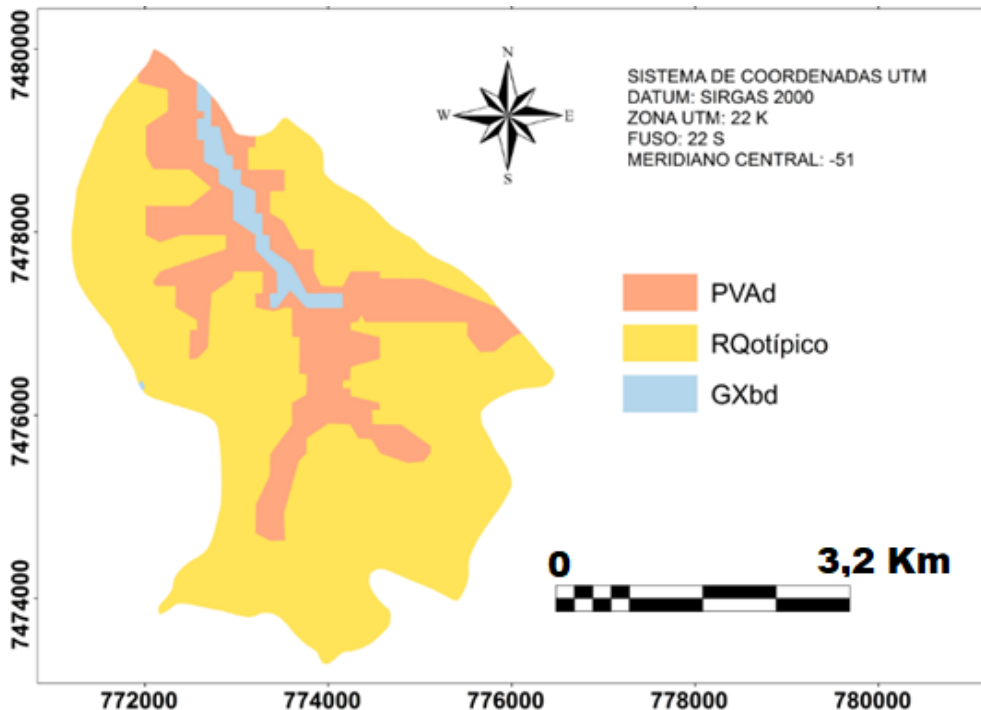 7480000
7478000
7476000
7474000
N
W
E
S
SISTEMA DE COORDENADAS UTM
DATUM: SIRGAS 2000
ZONA UTM: 22 K
FUSO: 22 S
MERIDIANO CENTRAL: -51
PVAd
RQotípico
GXbd
0
3,2 Km
772000
774000
776000
778000
780000